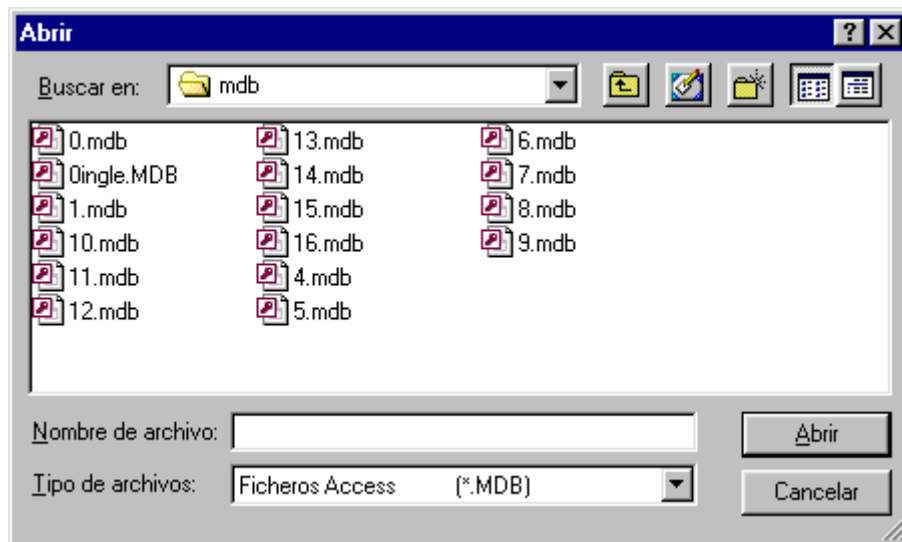 Abrir
Buscar en: mdb
0.mdb 13.mdb 6.mdb
0ingle.MDB 14.mdb 7.mdb
1.mdb 15.mdb 8.mdb
10.mdb 16.mdb 9.mdb
11.mdb 4.mdb
12.mdb 5.mdb
Nombre de archivo: Abrir
Tipo de archivos: Ficheros Access (*.MDB) Cancelar